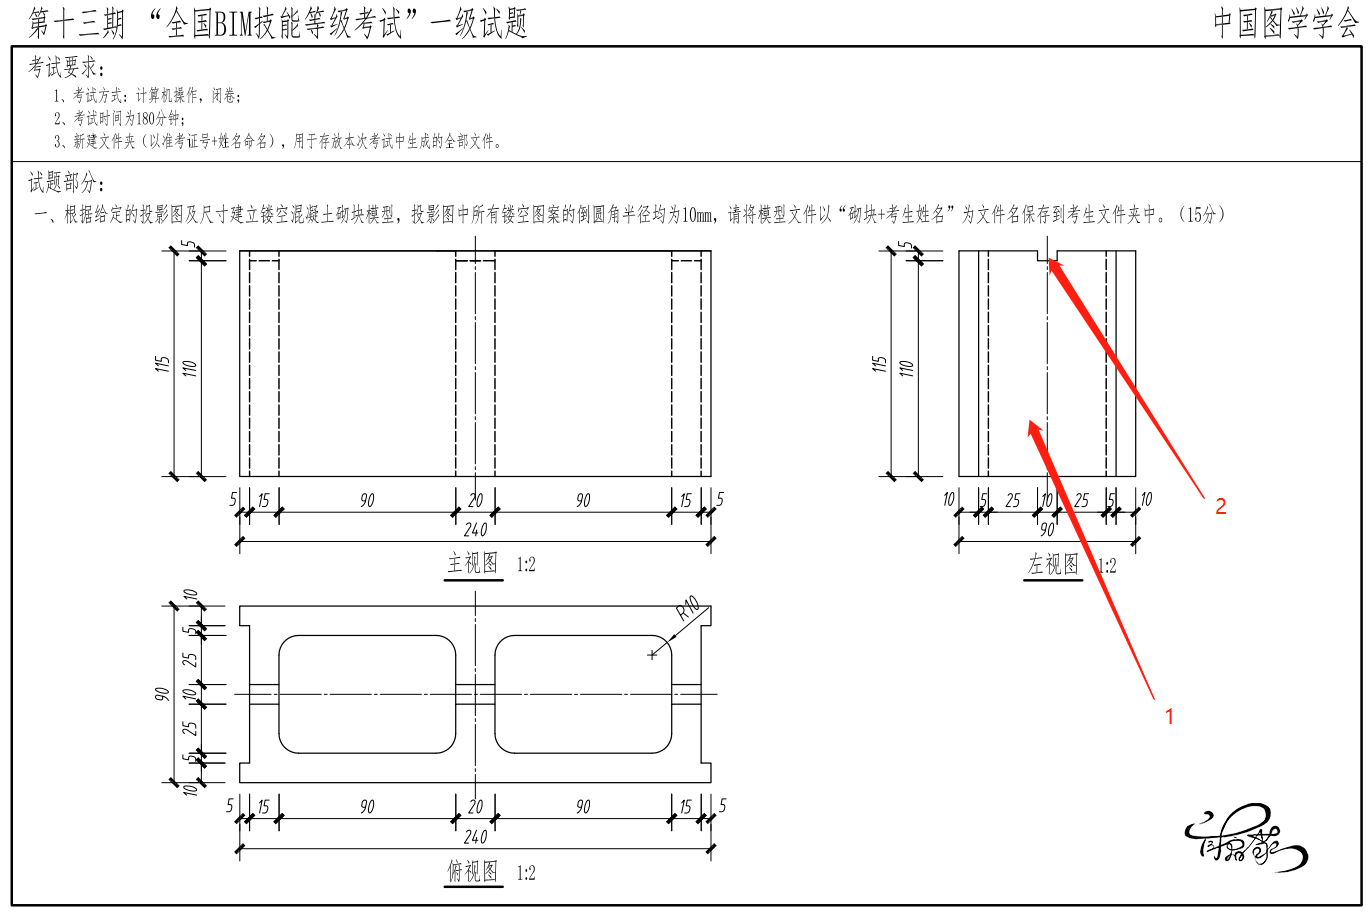 第十三期 “全国BIM技能等级考试”一级试题
中国图学学会
考试要求：
1、考试方式：计算机操作，闭卷；
2、考试时间为180分钟；
3、新建文件夹（以准考证号+姓名命名），用于存放本次考试中生成的全部文件。
试题部分：
一、根据给定的投影图及尺寸建立镂空混凝土砌块模型，投影图中所有镂空图案的倒圆角半径均为10mm，请将模型文件以“砌块+考生姓名”为文件名保存到考生文件夹中。（15分）
5
115
110
5 15 90 20 90 15 5
240
主视图 1:2
5
115
110
10 5 25 10 25 5 10
90
左视图 1:2
2
1
10
5
25
10
25
5
10
90
R10
5 15 90 20 90 15 5
240
俯视图 1:2